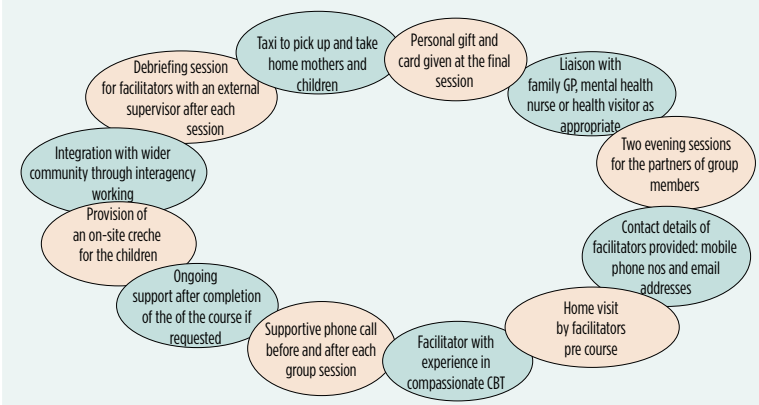 Taxi to pick up and take
home mothers and
children
Personal gift and
card given at the final
session
Liaison with
family GP, mental health
nurse or health visitor as
appropriate
Two evening sessions
for the partners of group
members
Contact details of
facilitators provided: mobile
phone nos and email
addresses
Home visit
by facilitators
pre course
Facilitator with
experience in
compassionate CBT
Supportive phone call
before and after each
group session
Ongoing
support after completion
of the of the course if
requested
Provision of
an on-site creche
for the children
Integration with wider
community through interagency
working
Debriefing session
for facilitators with an external
supervisor after each
session